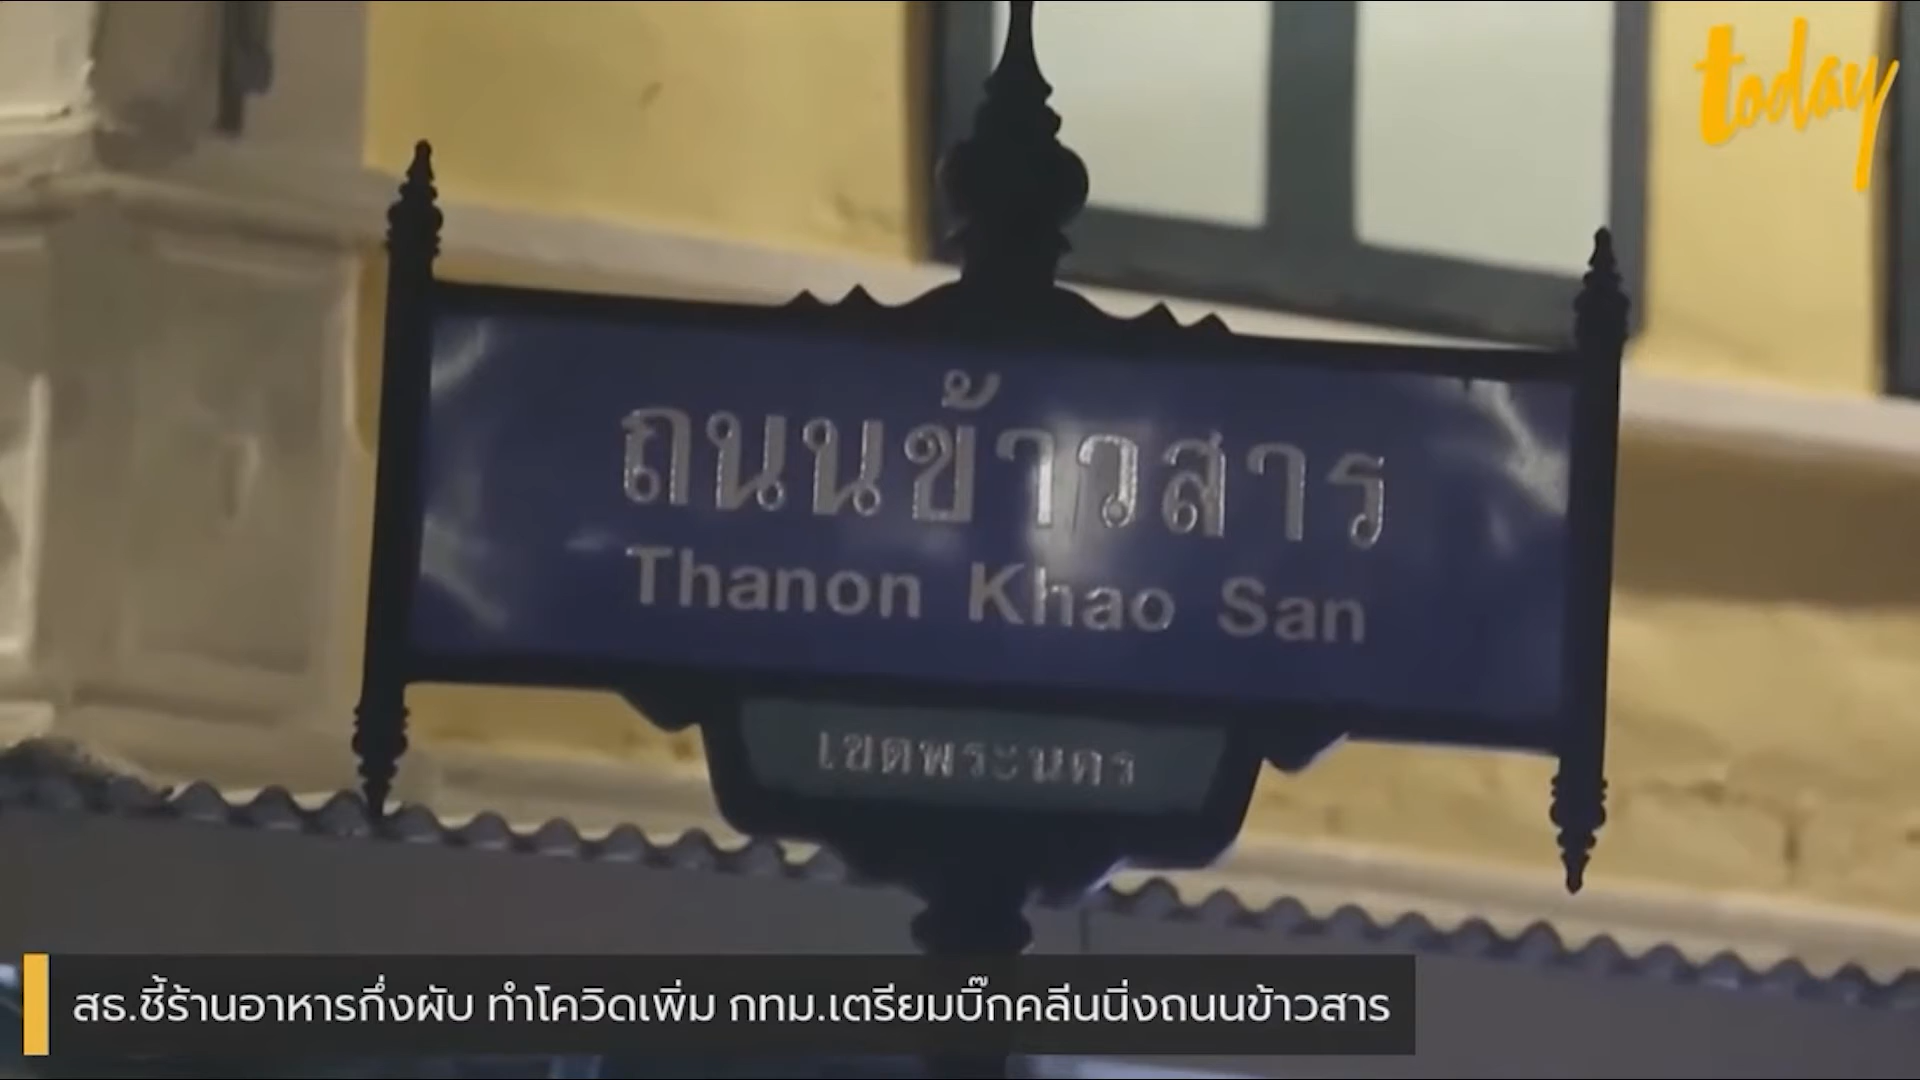 today
ถนนข้าวสาร
Thanon Khao San
เขตพระนคร
สธ.ชี้ร้านอาหารกึ่งผับ ทำโควิดเพิ่ม กทม.เตรียมบิ๊กคลีนนิ่งถนนข้าวสาร